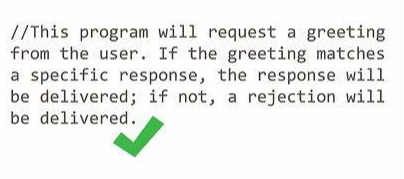 //This program will request a greeting
from the user. If the greeting matches
a specific response, the response will
be delivered; if not, a rejection will
be delivered.